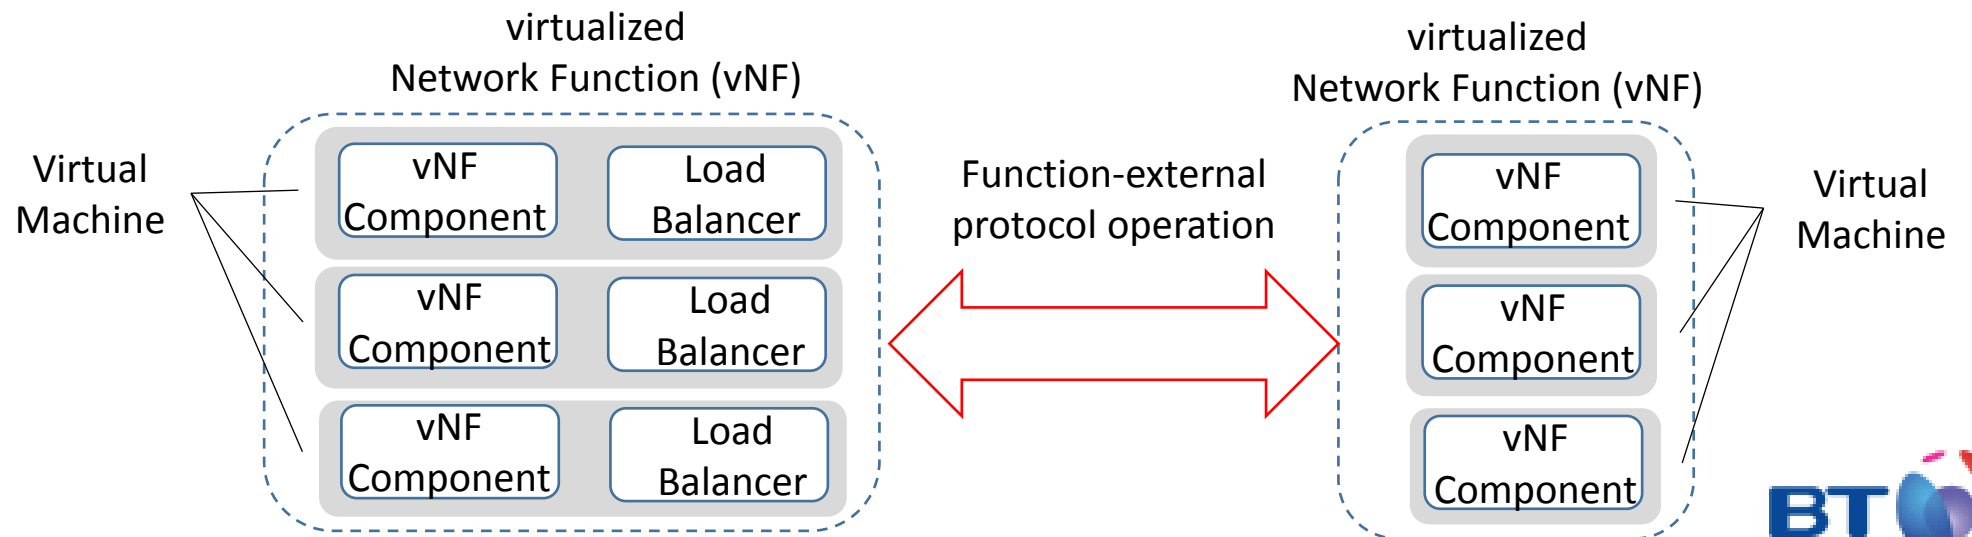 virtualized
Network Function (vNF)
virtualized
Network Function (vNF)
Virtual
Machine
vNF
Component
Load
Balancer
vNF
Component
Load
Balancer
vNF
Component
Load
Balancer
Function-external
protocol operation
vNF
Component
vNF
Component
vNF
Component
Virtual
Machine
BT